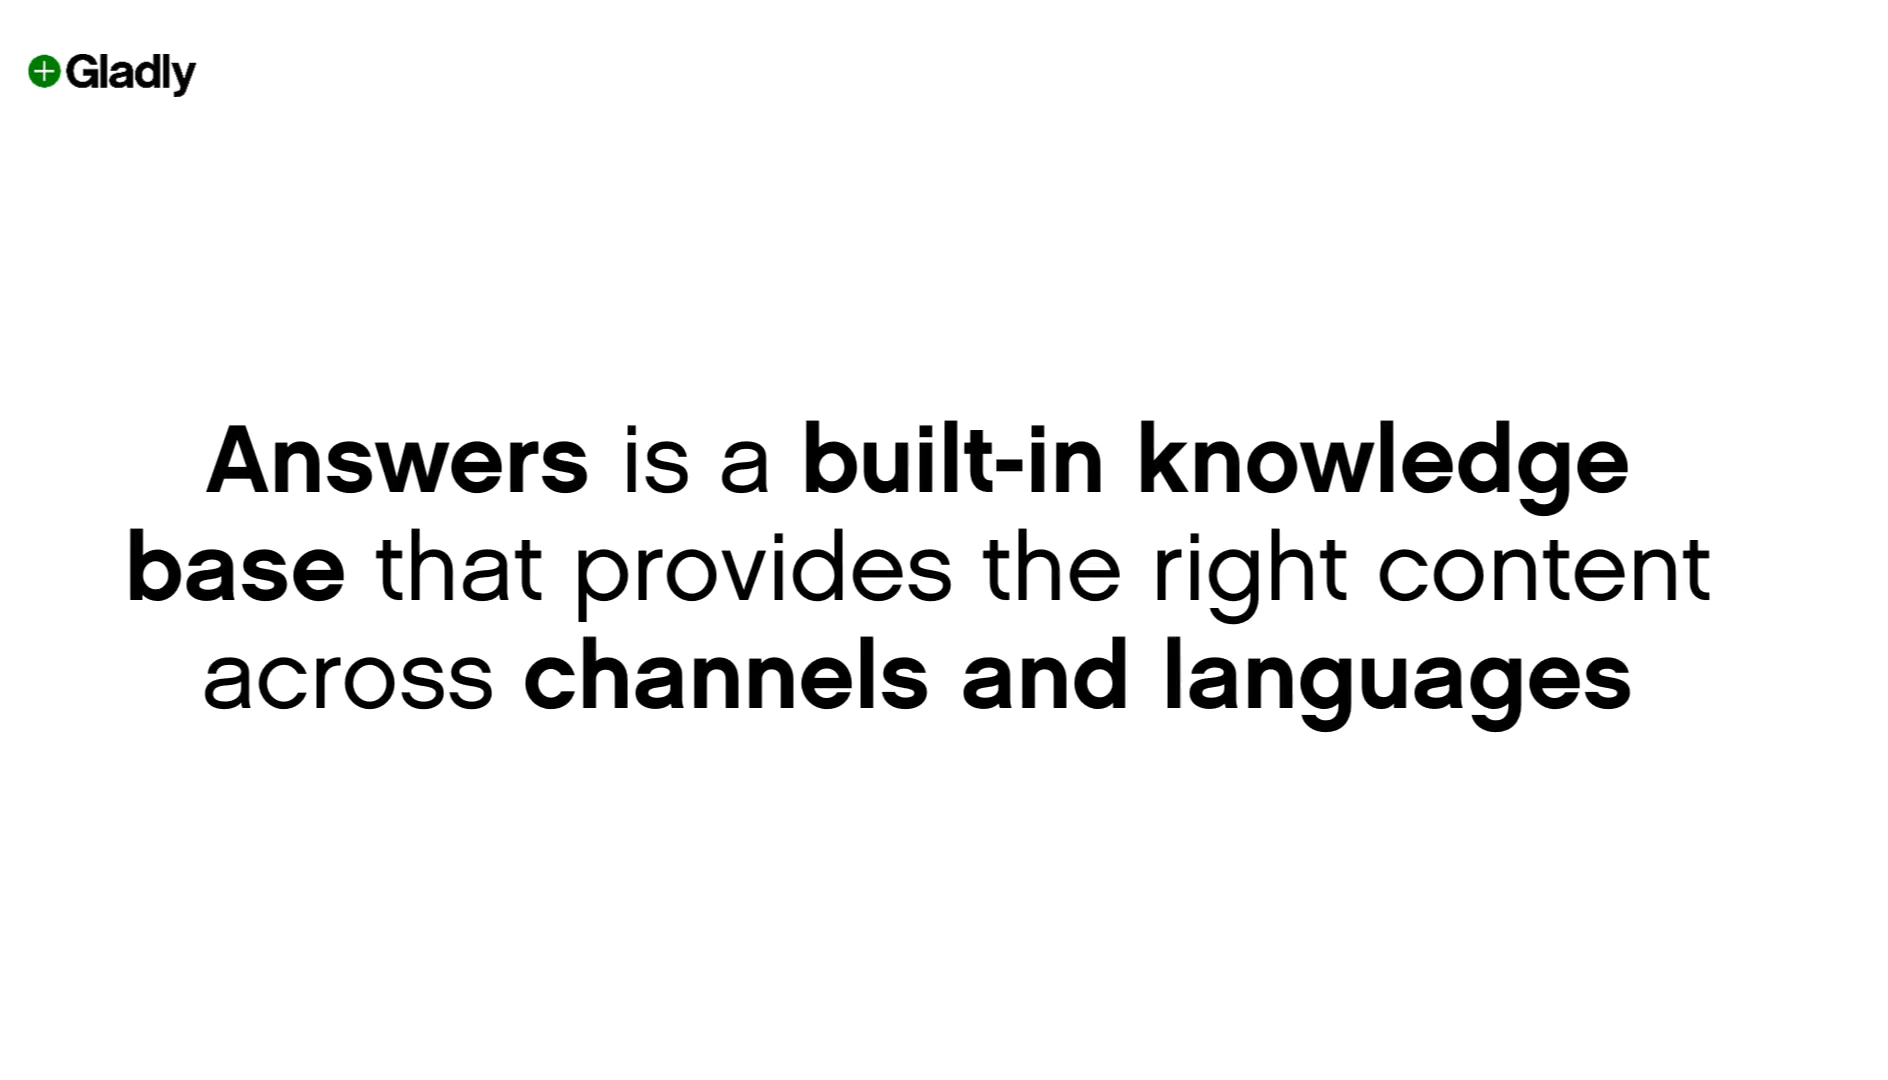 Gladly
Answers is a built-in knowledge
base that provides the right content
across channels and languages